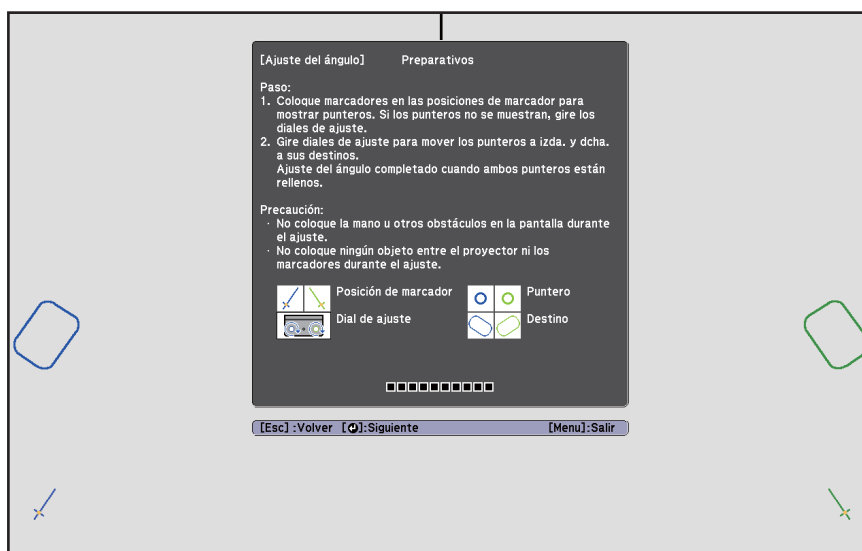 [Ajuste del ángulo] Preparativos
Paso:
1. Coloque marcadores en las posiciones de marcador para
mostrar punteros. Si los punteros no se muestran, gire los
diales de ajuste.
2. Gire diales de ajuste para mover los punteros a izda. y dcha.
a sus destinos.
Ajuste del ángulo completado cuando ambos punteros están
rellenos.
Precaución:
· No coloque la mano u otros obstáculos en la pantalla durante
el ajuste.
· No coloque ningún objeto entre el proyector ni los
marcadores durante el ajuste.
Posición de marcador
Puntero
Dial de ajuste
Destino
[Esc] :Volver [↵]:Siguiente [Menu]:Salir